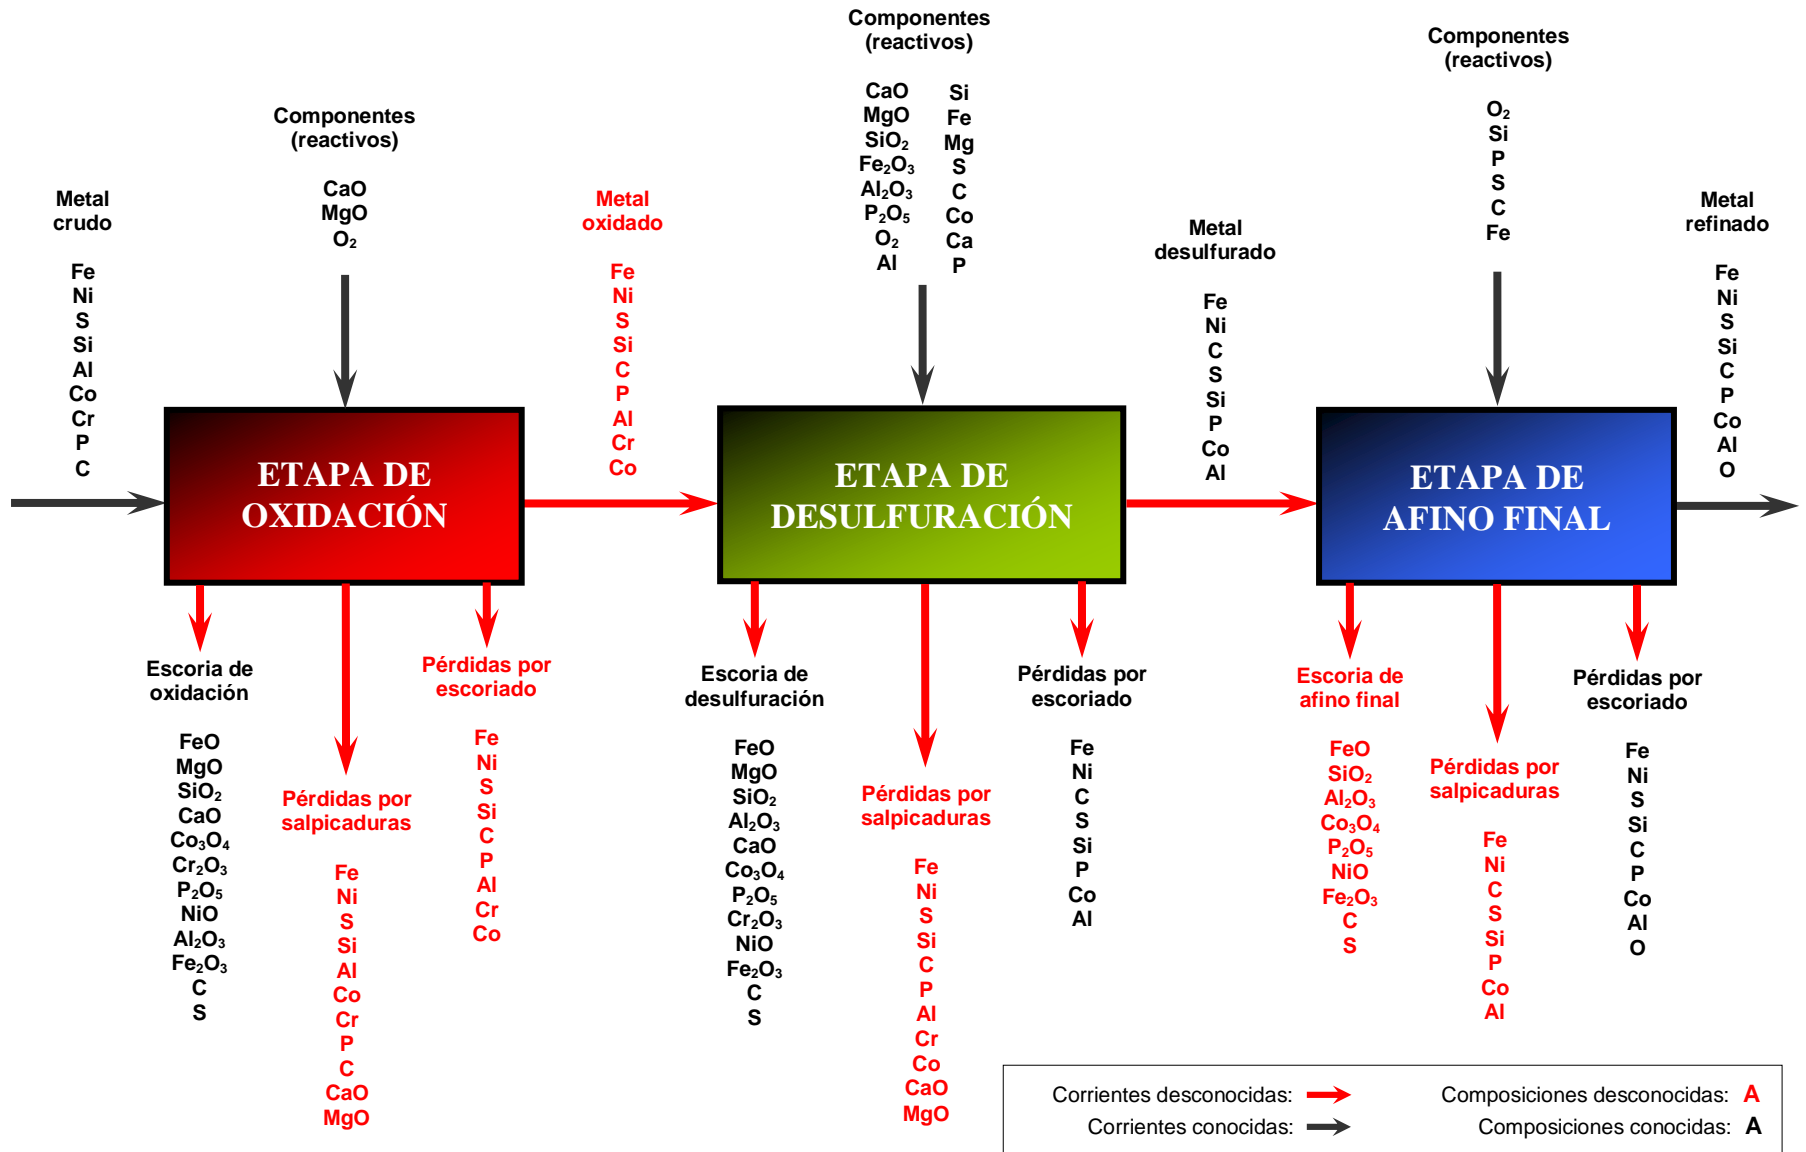 Componentes
(reactivos)
CaO
MgO
SiO₂
Fe₂O₃
Al₂O₃
P₂O₅
O₂
Al
Si
Fe
Mg
S
C
Co
Ca
P
Componentes
(reactivos)
O₂
Si
P
S
C
Fe
Componentes
(reactivos)
CaO
MgO
O₂
Metal
crudo
Fe
Ni
S
Si
Al
Co
Cr
P
C
Metal
oxidado
Fe
Ni
S
Si
C
P
Al
Cr
Co
Metal
desulfurado
Fe
Ni
C
S
Si
P
Co
Al
Metal
refinado
Fe
Ni
S
Si
C
P
Co
Al
O
ETAPA DE
OXIDACIÓN
ETAPA DE
DESULFURACIÓN
ETAPA DE
AFINO FINAL
Escoria de
oxidación
FeO
MgO
SiO₂
CaO
Co₃O₄
Cr₂O₃
P₂O₅
NiO
Al₂O₃
Fe₂O₃
C
S
Pérdidas por
salpicaduras
Fe
Ni
S
Si
Al
Co
Cr
P
C
CaO
MgO
Pérdidas por
escoriado
Fe
Ni
S
Si
C
P
Al
Cr
Co
Escoria de
desulfuración
FeO
MgO
SiO₂
Al₂O₃
CaO
Co₃O₄
P₂O₅
Cr₂O₃
NiO
Fe₂O₃
C
S
Pérdidas por
salpicaduras
Fe
Ni
S
Si
C
P
Al
Cr
Co
CaO
MgO
Pérdidas por
escoriado
Fe
Ni
C
S
Si
P
Co
Al
Escoria de
afino final
FeO
SiO₂
Al₂O₃
Co₃O₄
P₂O₅
NiO
Fe₂O₃
C
S
Pérdidas por
salpicaduras
Fe
Ni
C
S
Si
P
Co
Al
Pérdidas por
escoriado
Fe
Ni
S
Si
C
P
Co
Al
O
Corrientes desconocidas:
Composiciones desconocidas: A
Corrientes conocidas:
Composiciones conocidas: A